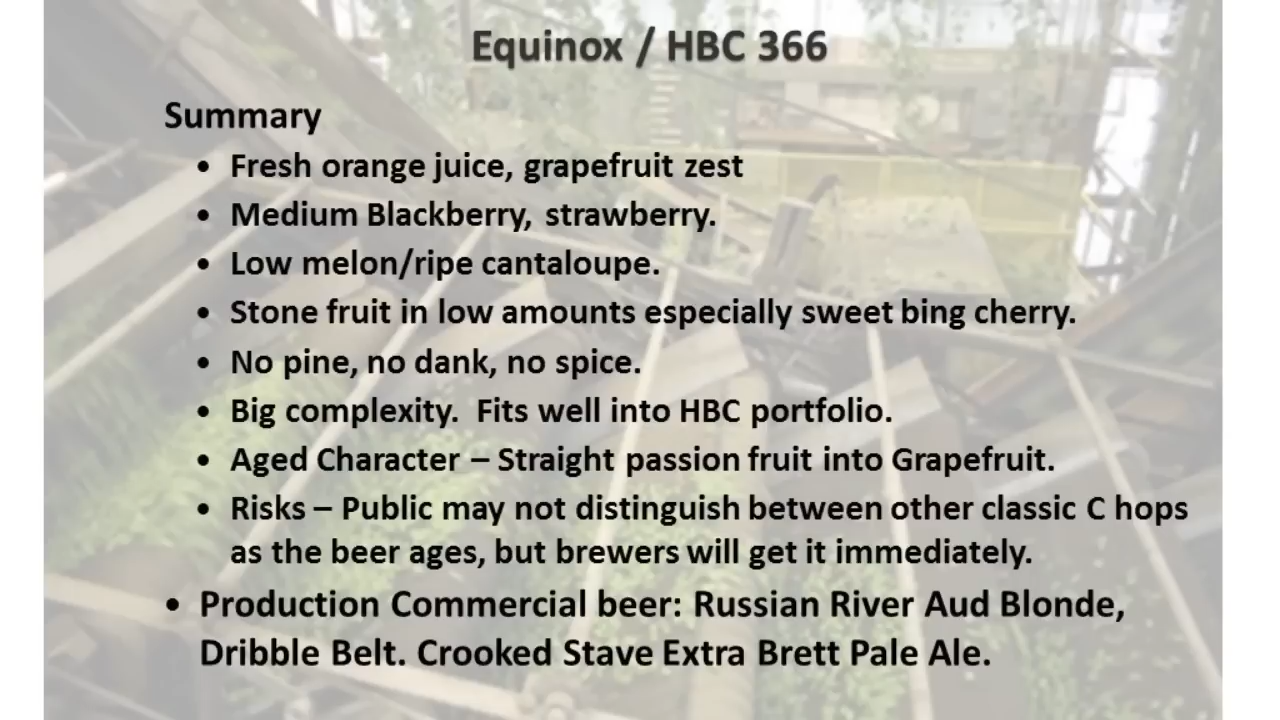 Equinox / HBC 366
Summary
• Fresh orange juice, grapefruit zest
• Medium Blackberry, strawberry.
• Low melon/ripe cantaloupe.
• Stone fruit in low amounts especially sweet bing cherry.
• No pine, no dank, no spice.
• Big complexity.  Fits well into HBC portfolio.
• Aged Character – Straight passion fruit into Grapefruit.
• Risks – Public may not distinguish between other classic C hops
as the beer ages, but brewers will get it immediately.
• Production Commercial beer: Russian River Aud Blonde,
Dribble Belt. Crooked Stave Extra Brett Pale Ale.